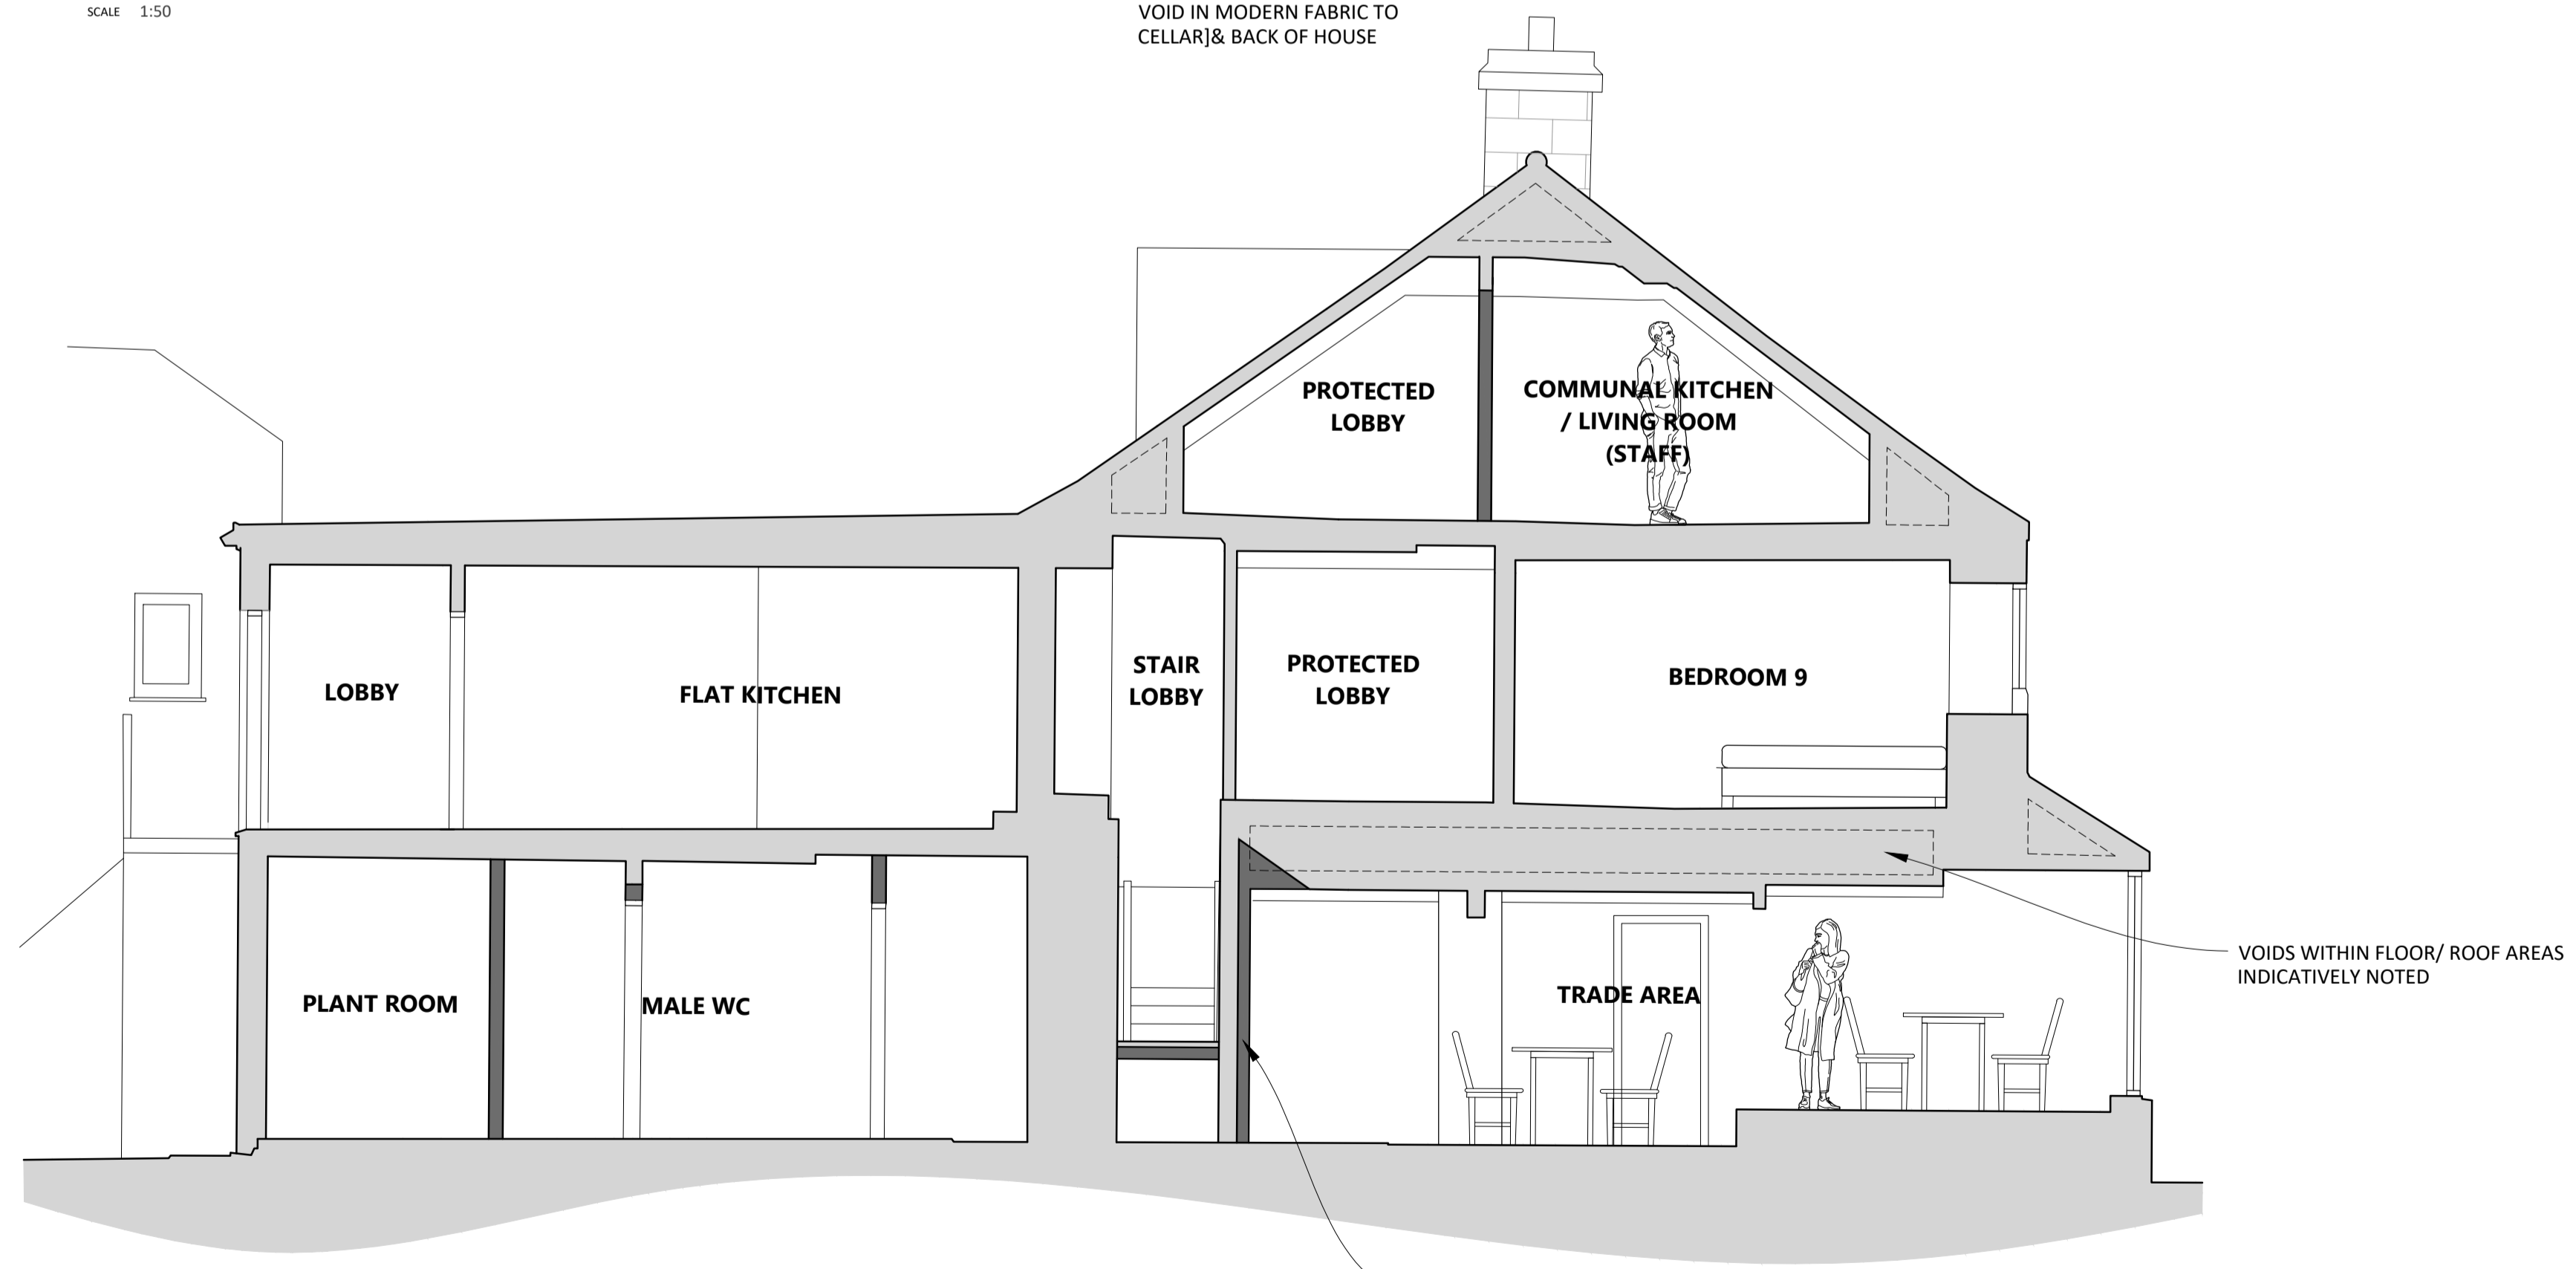 SCALE 1:50
VOID IN MODERN FABRIC TO
CELLAR]& BACK OF HOUSE
PROTECTED
LOBBY
COMMUNAL KITCHEN
/ LIVING ROOM
(STAFF)
LOBBY
FLAT KITCHEN
STAIR
LOBBY
PROTECTED
LOBBY
BEDROOM 9
PLANT ROOM
MALE WC
TRADE AREA
VOIDS WITHIN FLOOR/ ROOF AREAS
INDICATIVELY NOTED